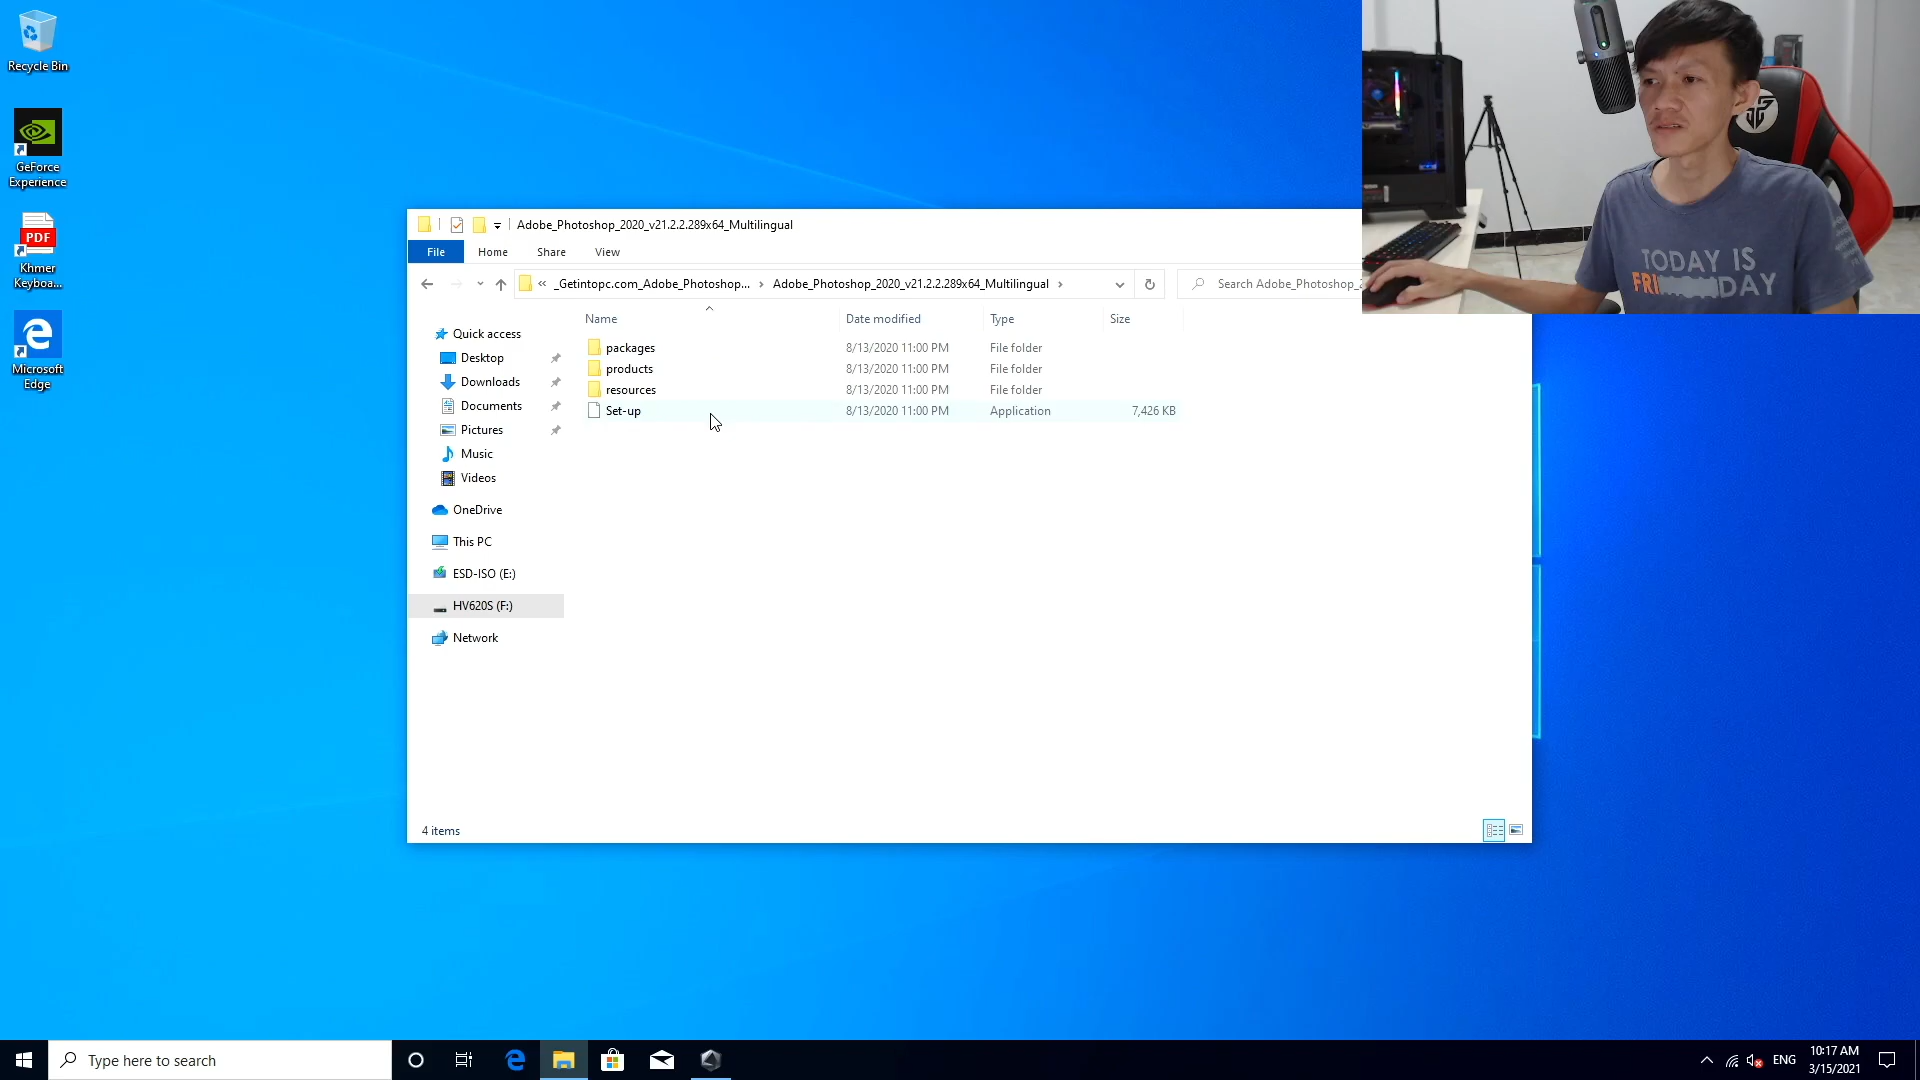 Recycle Bin
GeForce
Experience
PDF
Khmer
Keyboa...
Microsoft
Edge
Adobe_Photoshop_2020_v21.2.2.289x64_Multilingual
File
Home
Share
View
_Getintopc.com_Adobe_Photoshop...
Adobe_Photoshop_2020_v21.2.2.289x64_Multilingual
Search Adobe_Photoshop_2
Quick access
Desktop
Downloads
Documents
Pictures
Music
Videos
OneDrive
This PC
ESD-ISO (E:)
HV620S (F:)
Network
Name Date modified Type Size
packages 8/13/2020 11:00 PM File folder
products 8/13/2020 11:00 PM File folder
resources 8/13/2020 11:00 PM File folder
Set-up 8/13/2020 11:00 PM Application 7,426 KB
4 items
TODAY IS
FRIMONDAY
Type here to search
ENG
10:17 AM
3/15/2021